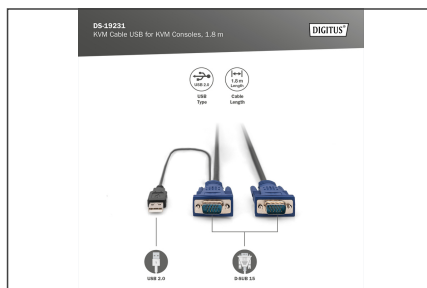 DS-19231
KVM Cable USB for KVM Consoles, 1.8 m
DIGITUS®
USB 2.0
1.8 m
Length
USB
Type
Cable
Length
USB 2.0
D-SUB 15